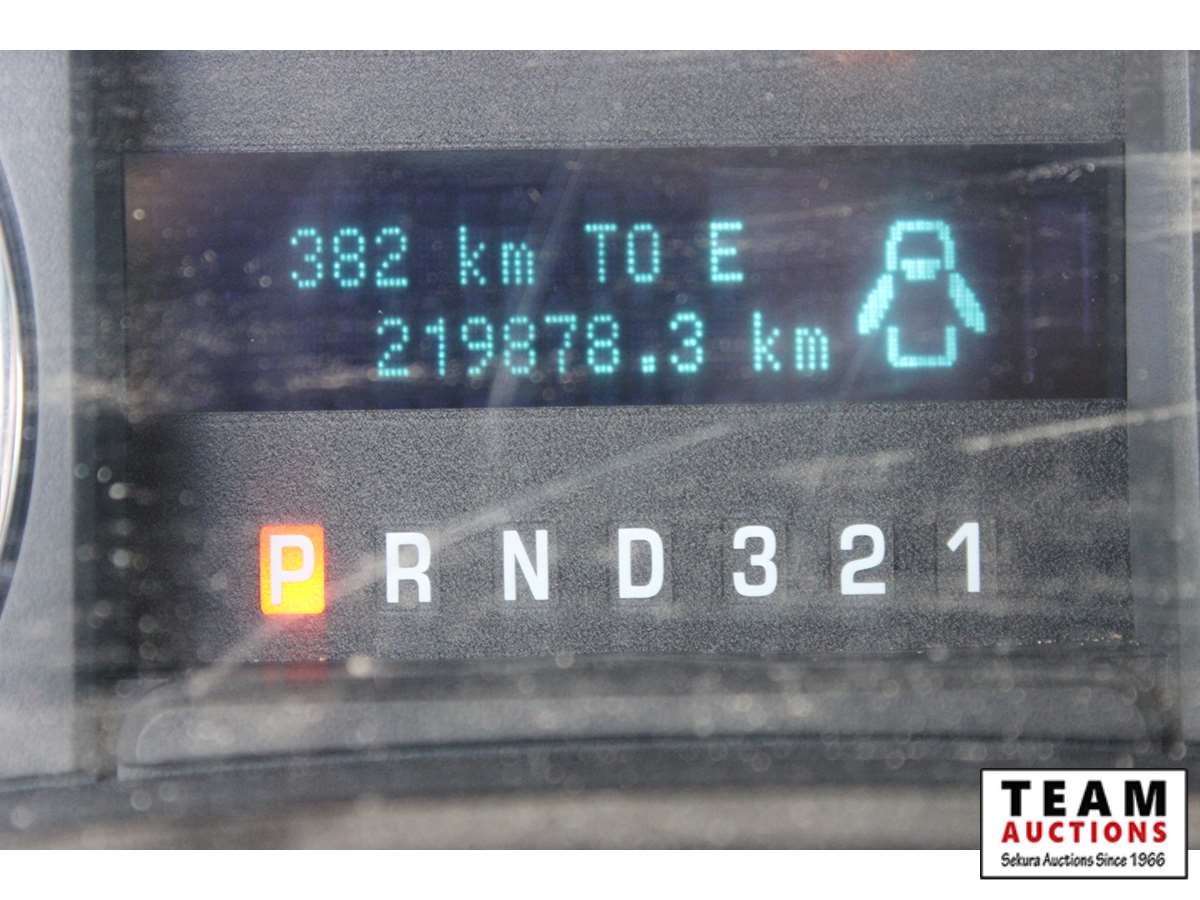 382 km TO E
219878.3 km
P R N D 3 2 1
TEAM
AUCTIONS
Sekura Auctions Since 1966